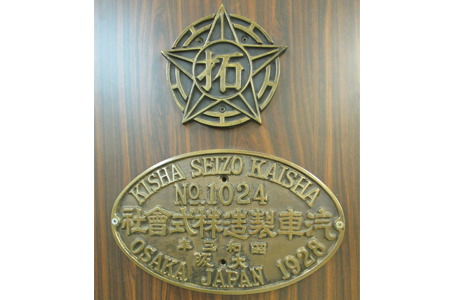 拓
KISHA SEIZO KAISHA
No.1024
汽車製造株式會社
昭和三年
大阪
OSAKA JAPAN 1928